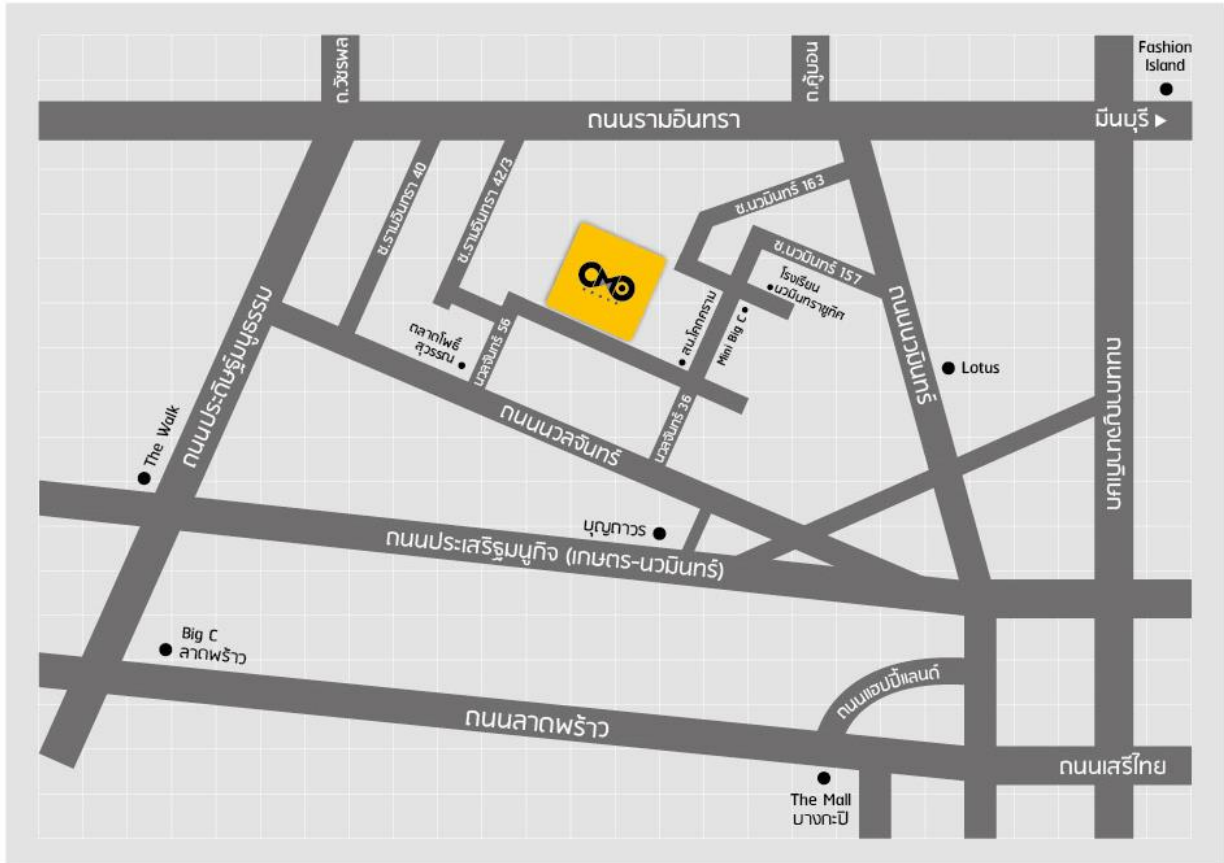 Fashion
Island
ถ.วัชรพล
ถ.คู้บอน
ถนนรามอินทรา
มีนบุรี
ซ.รามอินทรา 40
ซ.รามอินทรา 42/3
ซ.นวมินทร์ 163
ซ.นวมินทร์ 157
CMO
โรงเรียน
นวมินทราชูทิศ
สน.โคกคราม
Mini Big C
ตลาดโพธิ์
สุวรรณ
นวลจันทร์ 56
นวลจันทร์ 36
ถนนประดิษฐ์มนูธรรม
ถนนนวลจันทร์
ถนนนวมินทร์
Lotus
ถนนกาญจนาภิเษก
The Walk
บุญถาวร
ถนนประเสริฐมนูกิจ (เกษตร-นวมินทร์)
Big C
ลาดพร้าว
ถนนลาดพร้าว
ถนนแฮปปี้แลนด์
ถนนเสรีไทย
The Mall
บางกะปิ